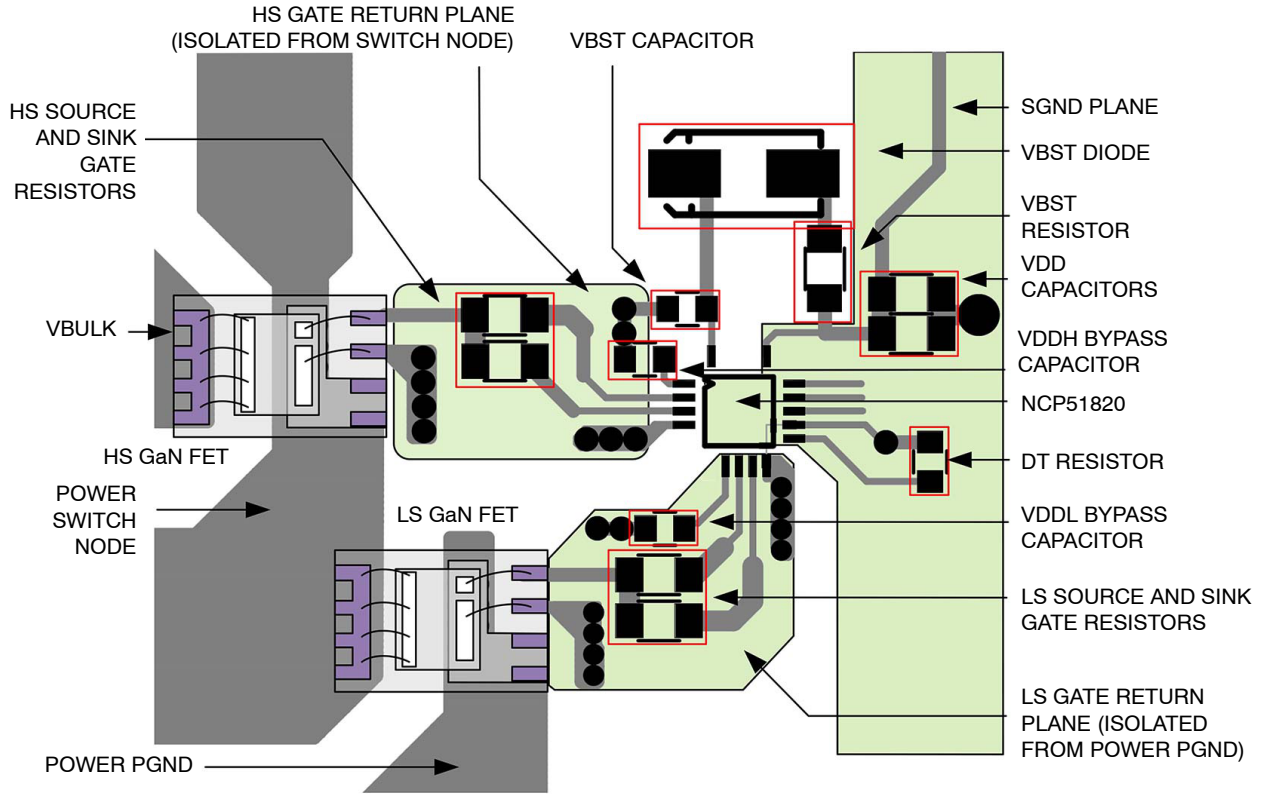 HS GATE RETURN PLANE
(ISOLATED FROM SWITCH NODE)
VBST CAPACITOR
HS SOURCE
AND SINK
GATE
RESISTORS
SGND PLANE
VBST DIODE
VBST
RESISTOR
VDD
CAPACITORS
VBULK
VDDH BYPASS
CAPACITOR
NCP51820
HS GaN FET
DT RESISTOR
POWER
SWITCH
NODE
LS GaN FET
VDDL BYPASS
CAPACITOR
LS SOURCE AND SINK
GATE RESISTORS
LS GATE RETURN
PLANE (ISOLATED
FROM POWER PGND)
POWER PGND